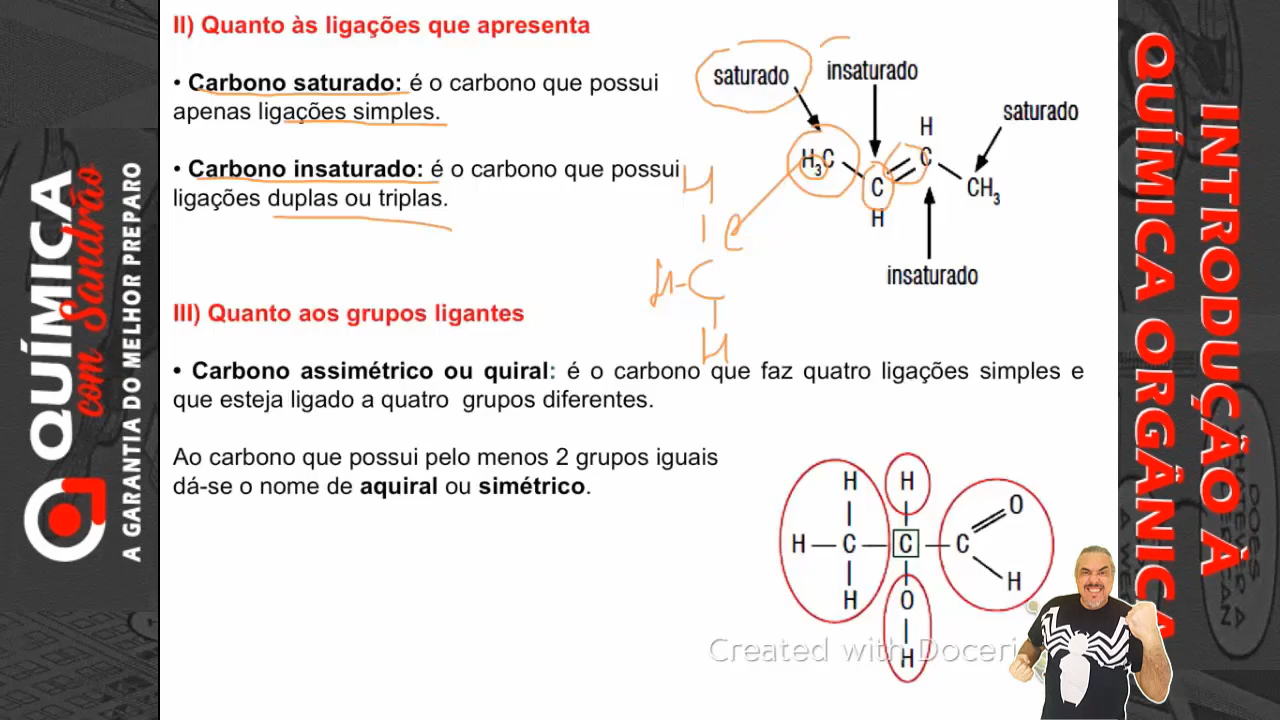 QUÍMICA
com Sandrão
A GARANTIA DO MELHOR PREPARO
II) Quanto às ligações que apresenta
• Carbono saturado: é o carbono que possui
apenas ligações simples.
• Carbono insaturado: é o carbono que possui
ligações duplas ou triplas.
saturado
insaturado
saturado
H
H₃C
C
C
CH₃
H
insaturado
H
C
H-C
H
III) Quanto aos grupos ligantes
• Carbono assimétrico ou quiral: é o carbono que faz quatro ligações simples e
que esteja ligado a quatro grupos diferentes.
Ao carbono que possui pelo menos 2 grupos iguais
dá-se o nome de aquiral ou simétrico.
H H O
H — C — C — C
H O H
H
Created with Doceri
INTRODUÇÃO À
QUÍMICA ORGÂNICA